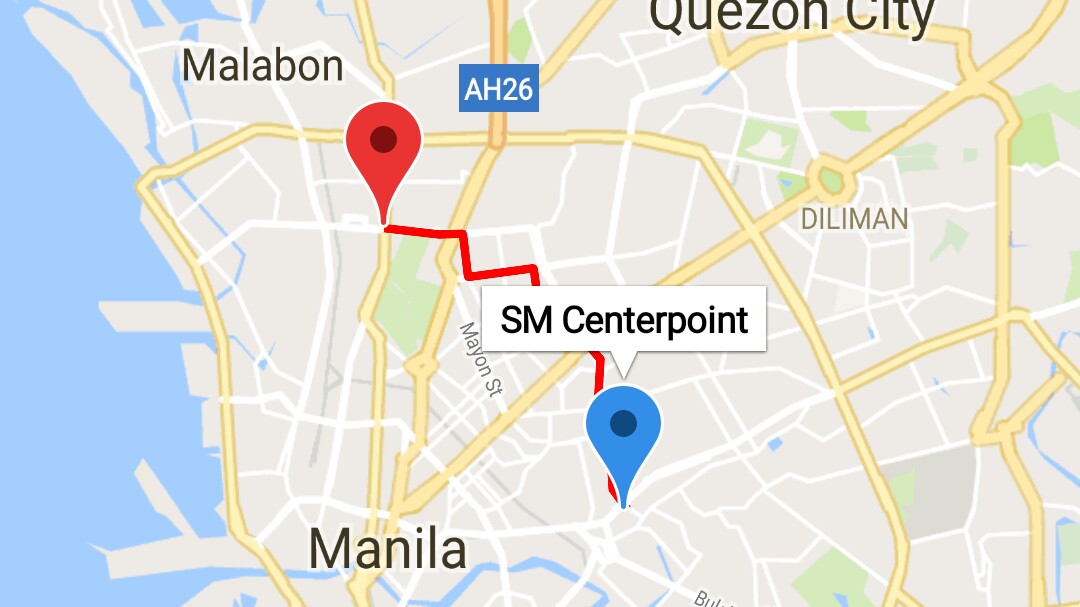 Quezon City
Malabon
AH26
DILIMAN
SM Centerpoint
Mayon St
Manila